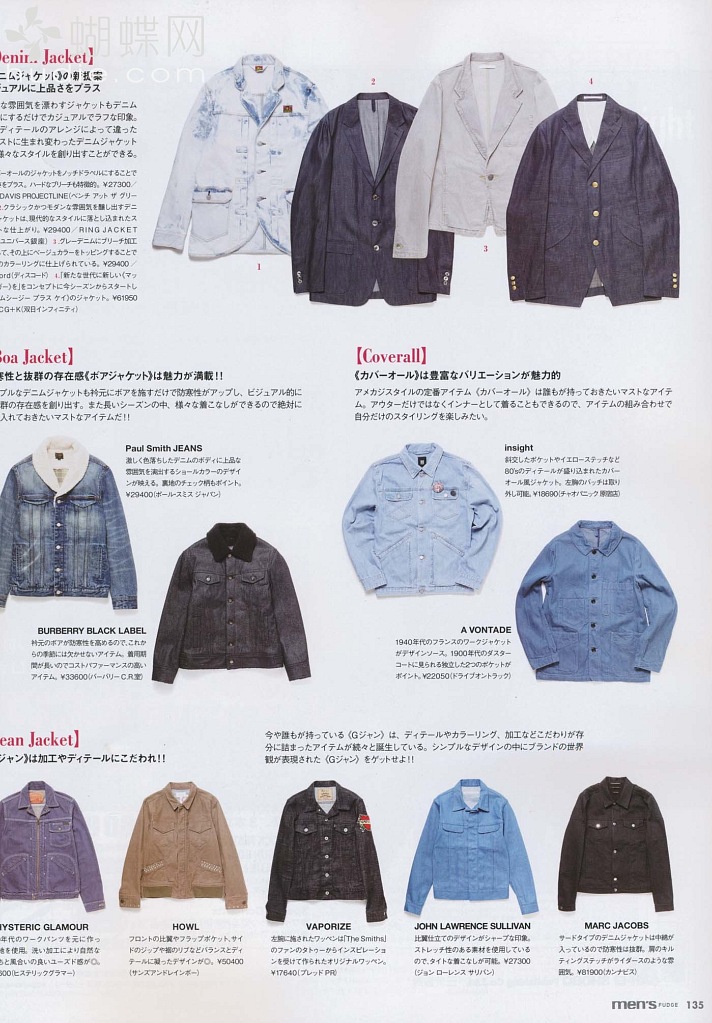 蝴蝶网
Denim Jacket】
ニムジャケット》の新提案
ジュアルに上品さをプラス
な雰囲気を漂わすジャケットもデニム
にするだけでカジュアルでラフな印象。
ディテールのアレンジによって違った
ストに生まれ変わったデニムジャケット
様々なスタイルを創り出すことができる。
バーオールのジャケットをノッチドラペルにすることで
さをプラス。ハードなブリーチも特徴的。¥27300／
DAVIS PROJECTLINE(ベンチ アット ザ グリー
2.クラシックかつモダンな雰囲気を醸し出すデニ
ャケットは、現代的なスタイルに落とし込まれたス
トな仕上がり。¥29400／RING JACKET
ユニバース銀座) 3.グレーデニムにブリーチ加工
して、その上にベージュカラーをトッピングすることで
のカラーリングに仕上げられている。¥29400／
cord(ディスコード) 4.「新たな世代に新しい《マッ
ガー》を」をコンセプトに今シーズンからスタートし
ムシージー プラス ケイ)のジャケット。¥61950
CG+K(双日インフィニティ)
1
2
3
4
Boa Jacket】
寒性と抜群の存在感《ボアジャケット》は魅力が満載!!
プルなデニムジャケットも衿元にボアを施すだけで防寒性がアップし、ビジュアル的に
群の存在感を創り出す。また長いシーズンの中、様々な着こなしができるので絶対に
入れておきたいマストなアイテムだ!!
Paul Smith JEANS
激しく色落ちしたデニムのボディに上品な
雰囲気を演出するショールカラーのデザイ
ンが映える。裏地のチェック柄もポイント。
¥29400(ポール・スミス ジャパン)
BURBERRY BLACK LABEL
衿元のボアが防寒性を高めるので、これか
らの季節には欠かせないアイテム。着用期
間が長いのでコストパフォーマンスの高い
アイテム。¥33600(バーバリー C.R.室)
【Coverall】
《カバーオール》は豊富なバリエーションが魅力的
アメカジスタイルの定番アイテム《カバーオール》は誰もが持っておきたいマストなアイテ
ム。アウターだけではなくインナーとして着ることもできるので、アイテムの組み合わせで
自分だけのスタイリングを楽しみたい。
insight
斜交したポケットやイエローステッチなど
80'sのディテールが盛り込まれたカバー
オール風ジャケット。左胸のバッチは取り
外し可能。¥18690(チャオパニック 原宿店)
A VONTADE
1940年代のフランスのワークジャケット
がデザインソース。1900年代のダスター
コートに見られる独立した2つのポケットが
ポイント。¥22050(ドライブオントラック)
Jean Jacket】
ジャン》は加工やディテールにこだわれ!!
今や誰もが持っている《Gジャン》は、ディテールやカラーリング、加工などこだわりが存
分に詰まったアイテムが続々と誕生している。シンプルなデザインの中にブランドの世界
観が表現された《Gジャン》をゲットせよ!!
HYSTERIC GLAMOUR
年代のワークパンツを元に作っ
地を使用。洗い加工により自然な
ちと風合いの良いユーズド感が◎。
600(ヒステリックグラマー)
HOWL
フロントの比翼やフラップポケット、サイ
ドのジップや裾のリブなどバランスとディ
テールに凝ったデザインが◎。¥50400
(サンズアンドレインボー)
VAPORIZE
左腕に施されたワッペンは「The Smiths」
のファンのタトゥーからインスピレーショ
ンを受けて作られたオリジナルワッペン。
¥17640(ブレッド PR)
JOHN LAWRENCE SULLIVAN
比翼仕立てのデザインがシャープな印象。
ストレッチ性のある素材を使用しているの
で、タイトな着こなしが可能。¥27300
(ジョン ローレンス サリバン)
MARC JACOBS
サードタイプのデニムジャケットは中綿が
入っているので防寒性は抜群。肩のキル
ティングステッチがライダースのような雰
囲気。¥81900(カンナビス)
men's PUDGE 135